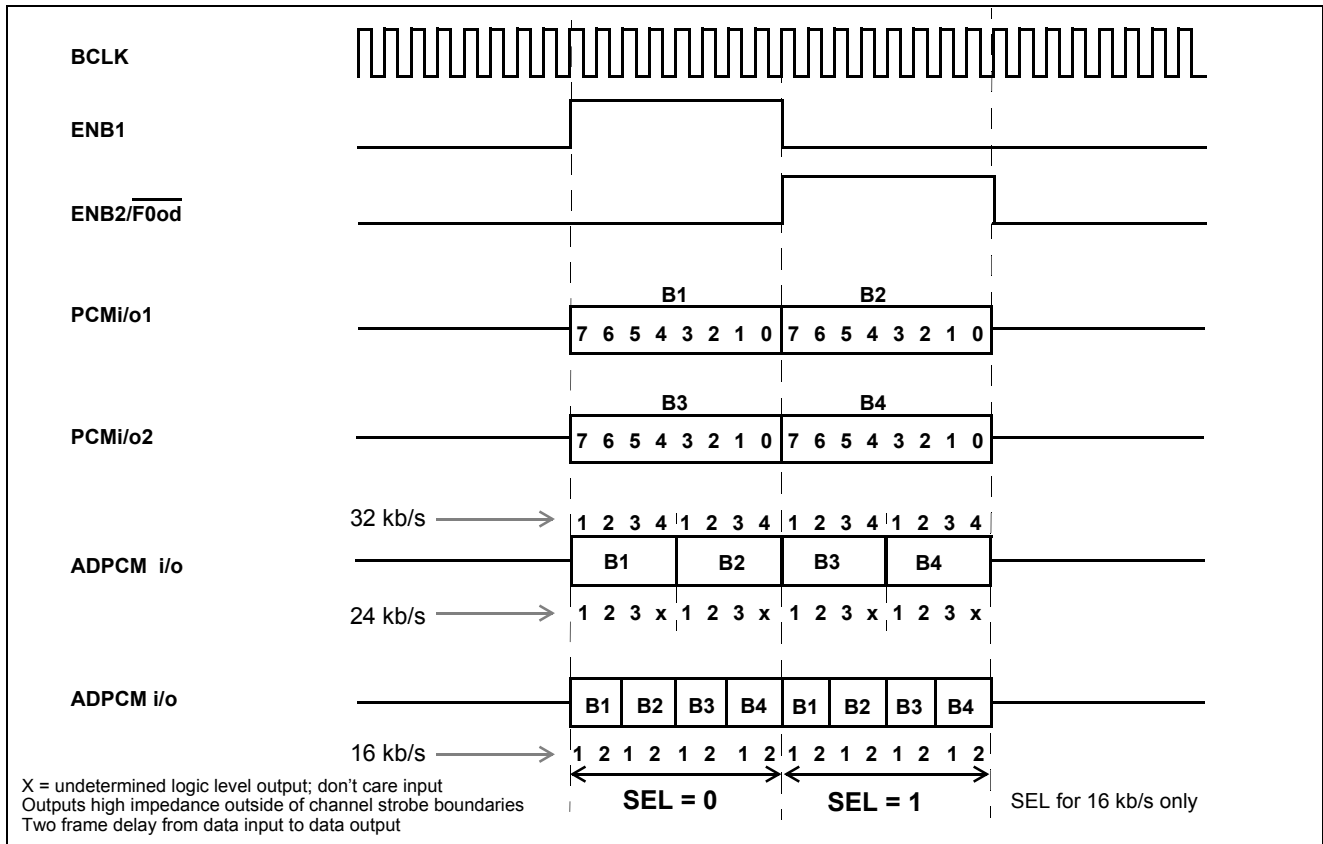 BCLK
ENB1
ENB2/F0od
B1 B2
PCMi/o1
7 6 5 4 3 2 1 0 7 6 5 4 3 2 1 0
B3 B4
PCMi/o2
7 6 5 4 3 2 1 0 7 6 5 4 3 2 1 0
32 kb/s
1 2 3 4 1 2 3 4 1 2 3 4 1 2 3 4
ADPCM i/o
B1 B2 B3 B4
24 kb/s
1 2 3 x 1 2 3 x 1 2 3 x 1 2 3 x
ADPCM i/o
B1 B2 B3 B4 B1 B2 B3 B4
16 kb/s
1 2 1 2 1 2 1 2 1 2 1 2 1 2 1 2
X = undetermined logic level output; don't care input
Outputs high impedance outside of channel strobe boundaries
Two frame delay from data input to data output
SEL = 0 SEL = 1 SEL for 16 kb/s only